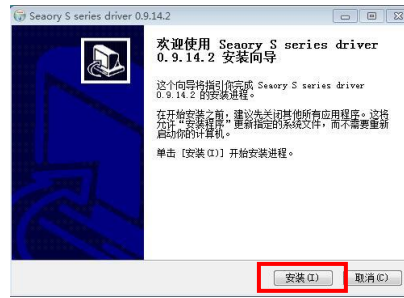 Seaory S series driver 0.9.14.2
欢迎使用 Seaory S series driver
0.9.14.2 安装向导
这个向导将指引你完成 Seaory S series driver
0.9.14.2 的安装进程。
在开始安装之前，建议先关闭其他所有应用程序。这将
允许“安装程序”更新指定的系统文件，而不需要重新
启动你的计算机。
单击 [安装(I)] 开始安装进程。
安装(I)
取消(C)